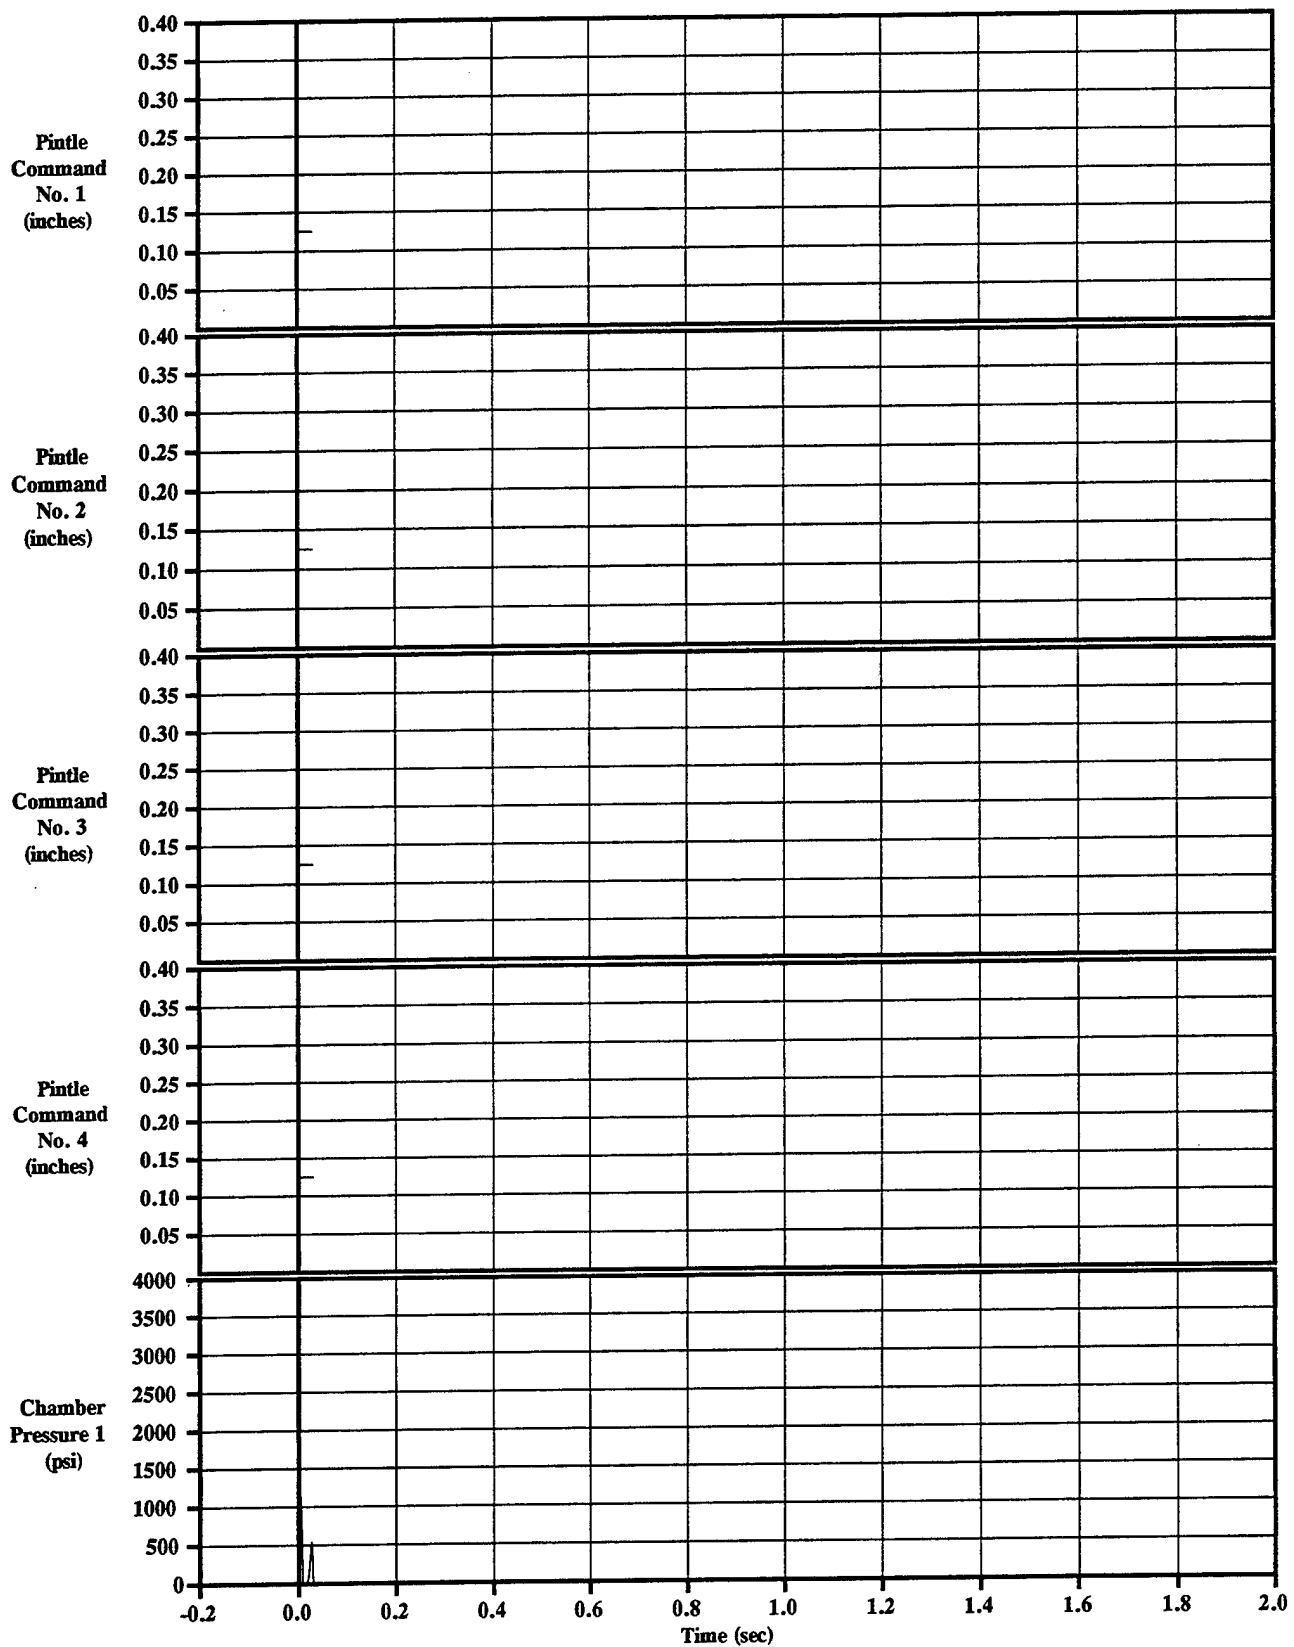 0.40
0.35
0.30
0.25
0.20
0.15
0.10
0.05
Pintle
Command
No. 1
(inches)
0.40
0.35
0.30
0.25
0.20
0.15
0.10
0.05
Pintle
Command
No. 2
(inches)
0.40
0.35
0.30
0.25
0.20
0.15
0.10
0.05
Pintle
Command
No. 3
(inches)
0.40
0.35
0.30
0.25
0.20
0.15
0.10
0.05
Pintle
Command
No. 4
(inches)
4000
3500
3000
2500
2000
1500
1000
500
0
Chamber
Pressure 1
(psi)
-0.2 0.0 0.2 0.4 0.6 0.8 1.0 1.2 1.4 1.6 1.8 2.0
Time (sec)